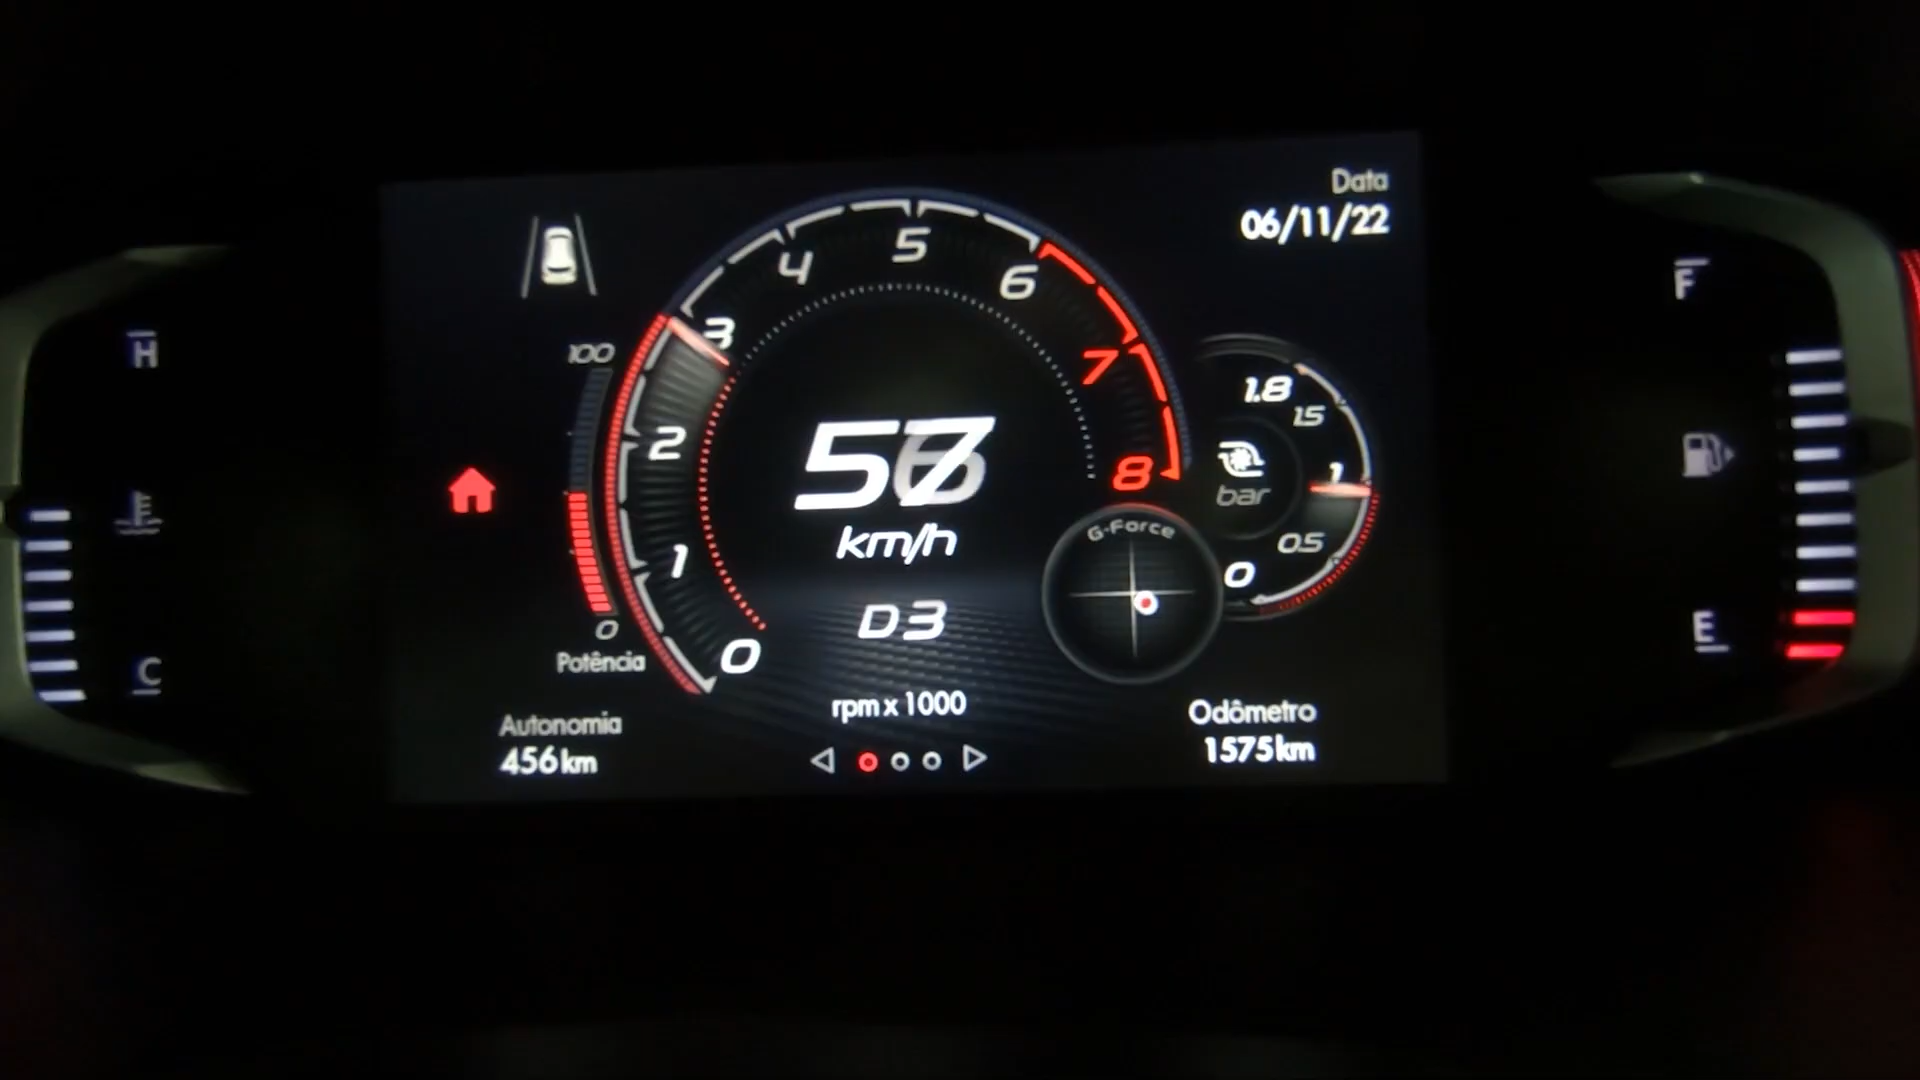 Data
06/11/22
H
C
100
0
Potência
Autonomia
456km
0
1
2
3
4
5
6
7
8
57
km/h
D3
rpm x 1000
G-Force
1.8
1.5
1
0.5
0
bar
Odômetro
1575km
F
E